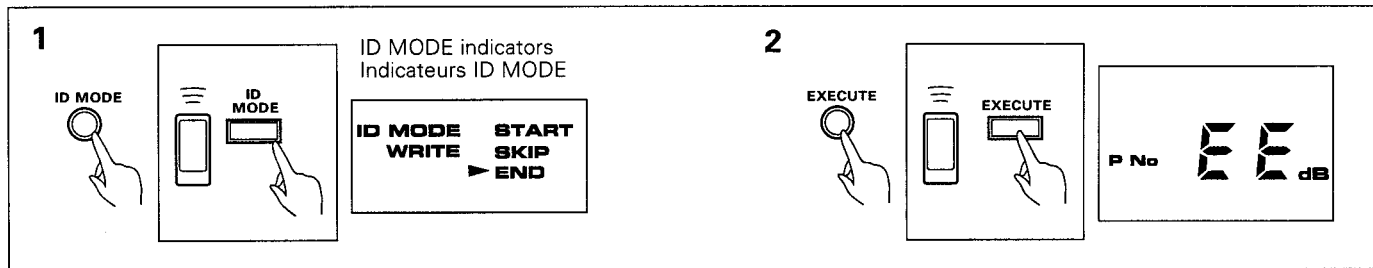 1
ID MODE indicators
Indicateurs ID MODE
ID MODE
ID
MODE
ID MODE START
WRITE SKIP
► END
2
EXECUTE
EXECUTE
P No EE dB